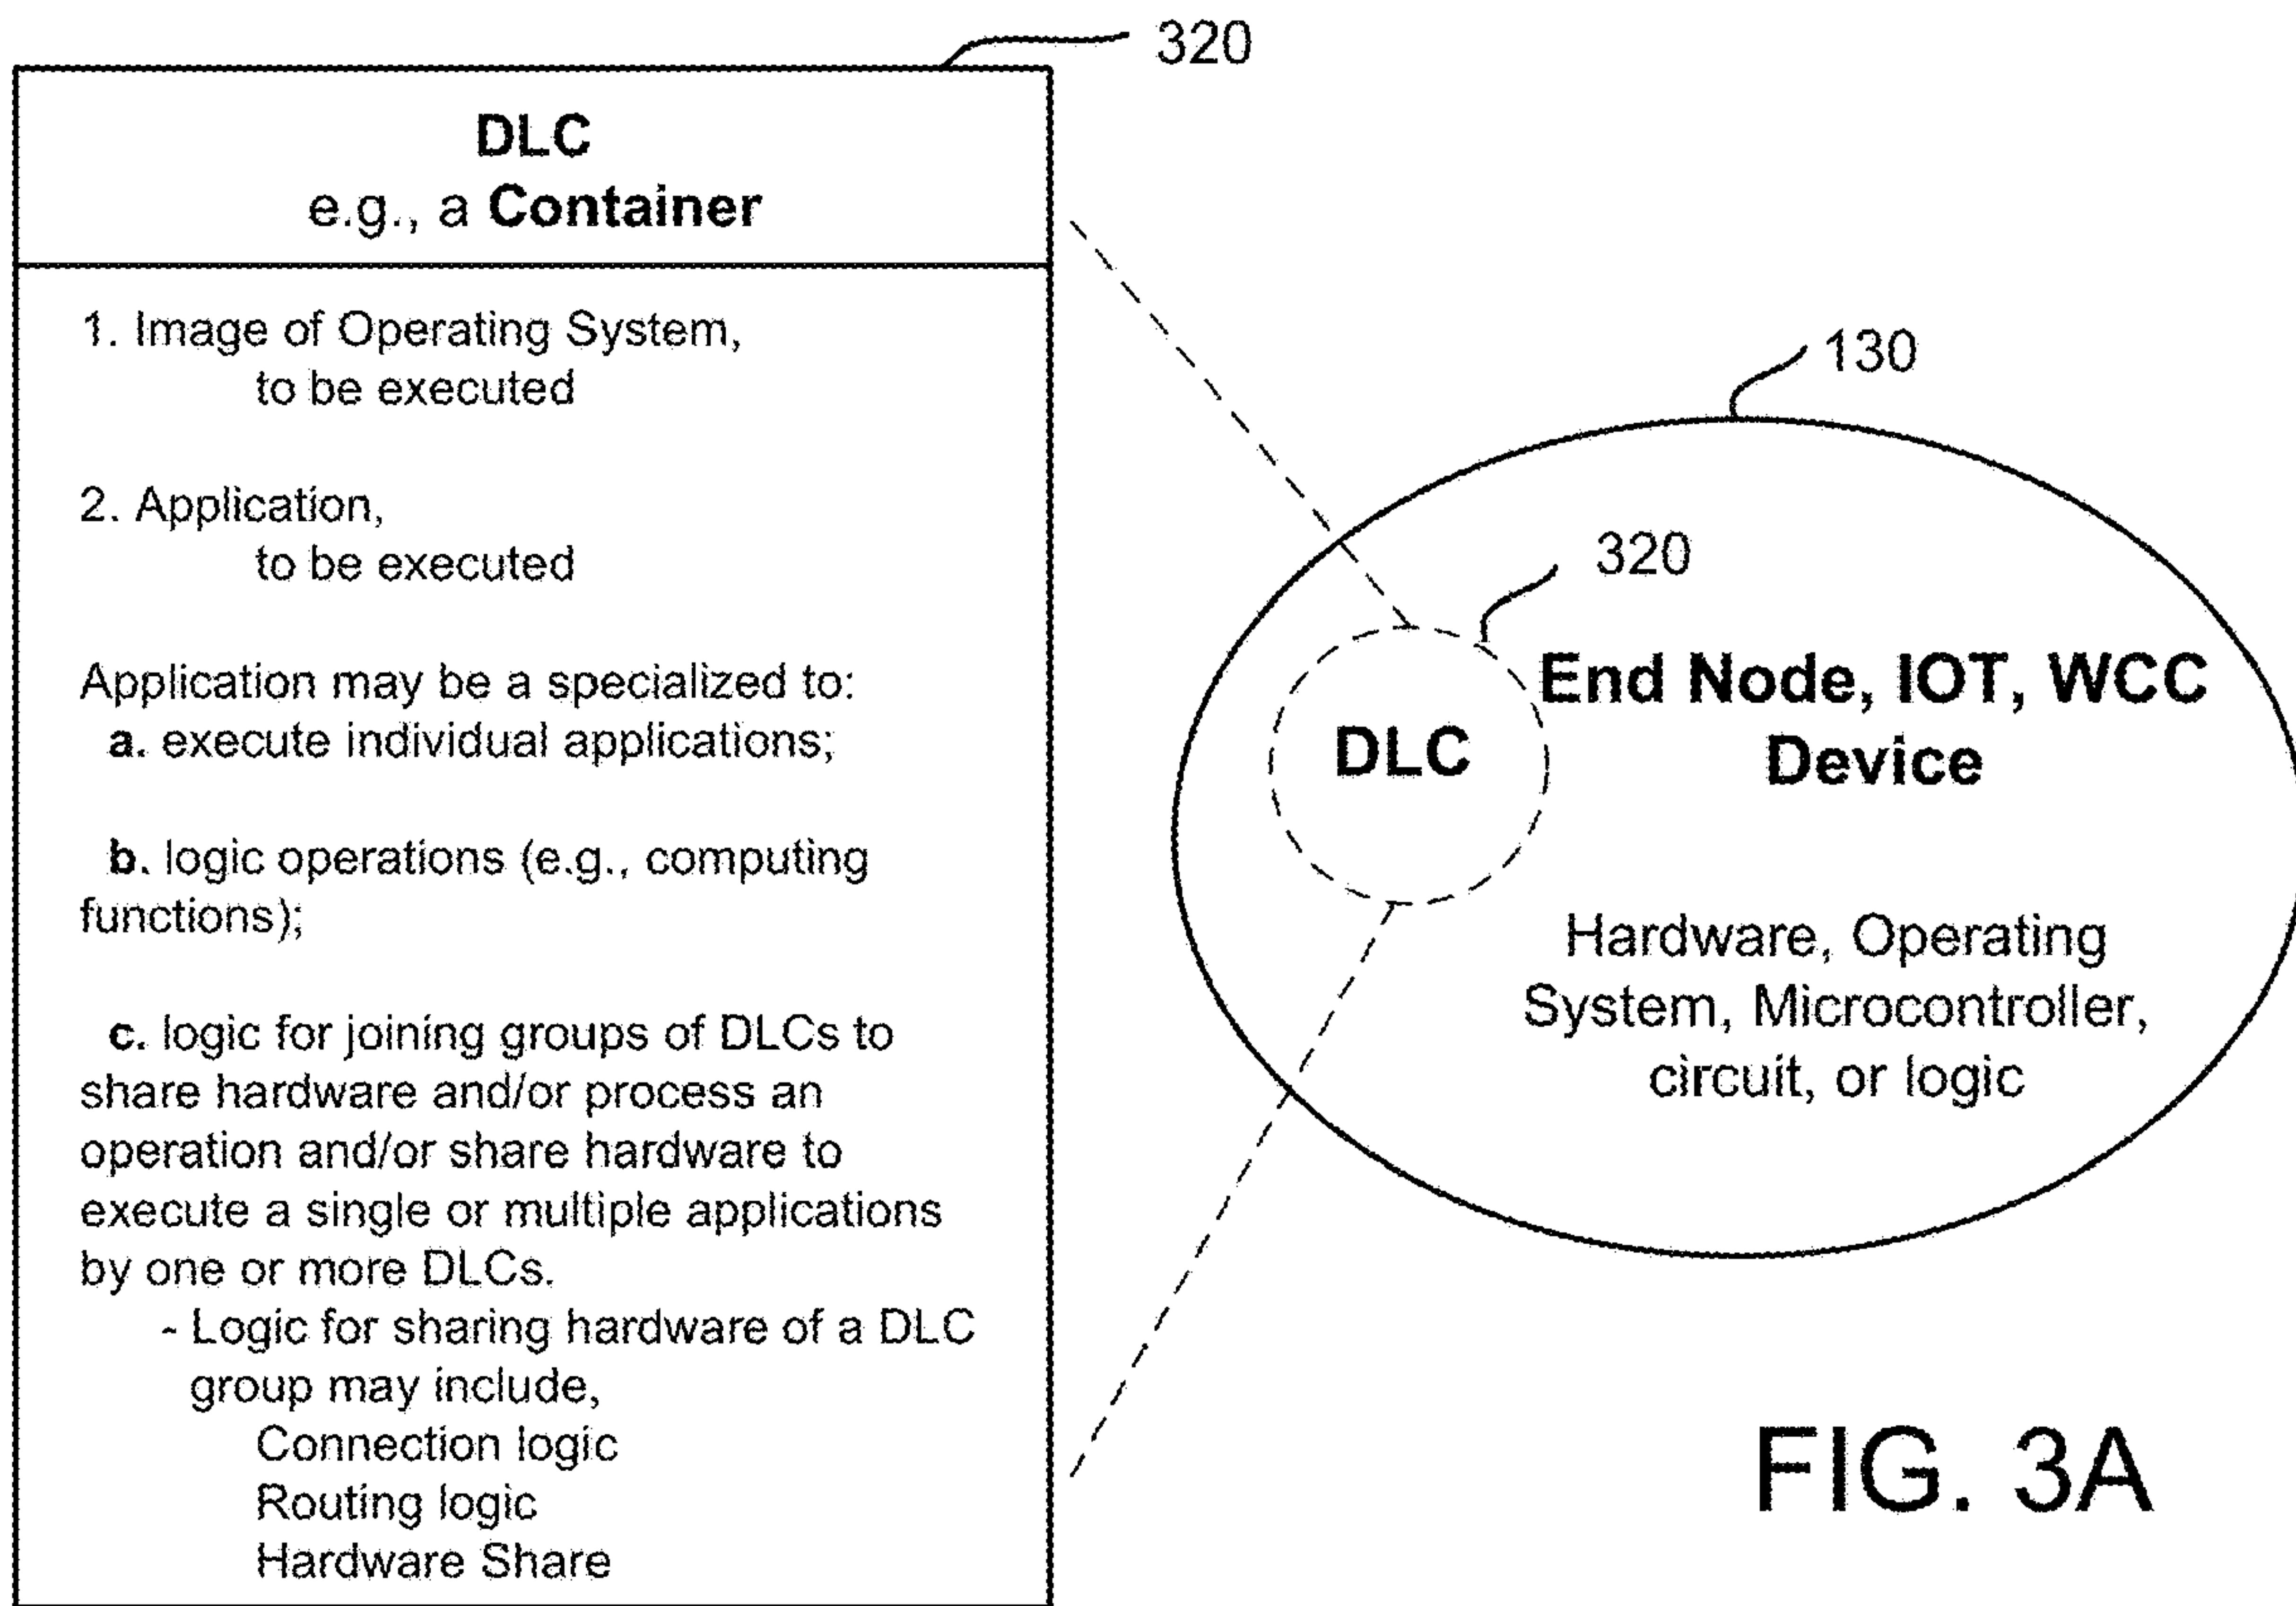 320
DLC
e.g., a Container
1. Image of Operating System,
to be executed
2. Application,
to be executed
Application may be a specialized to:
a. execute individual applications;
b. logic operations (e.g., computing
functions);
c. logic for joining groups of DLCs to
share hardware and/or process an
operation and/or share hardware to
execute a single or multiple applications
by one or more DLCs.
- Logic for sharing hardware of a DLC
group may include,
Connection logic
Routing logic
Hardware Share
130
320
DLC
End Node, IOT, WCC
Device
Hardware, Operating
System, Microcontroller,
circuit, or logic
FIG. 3A